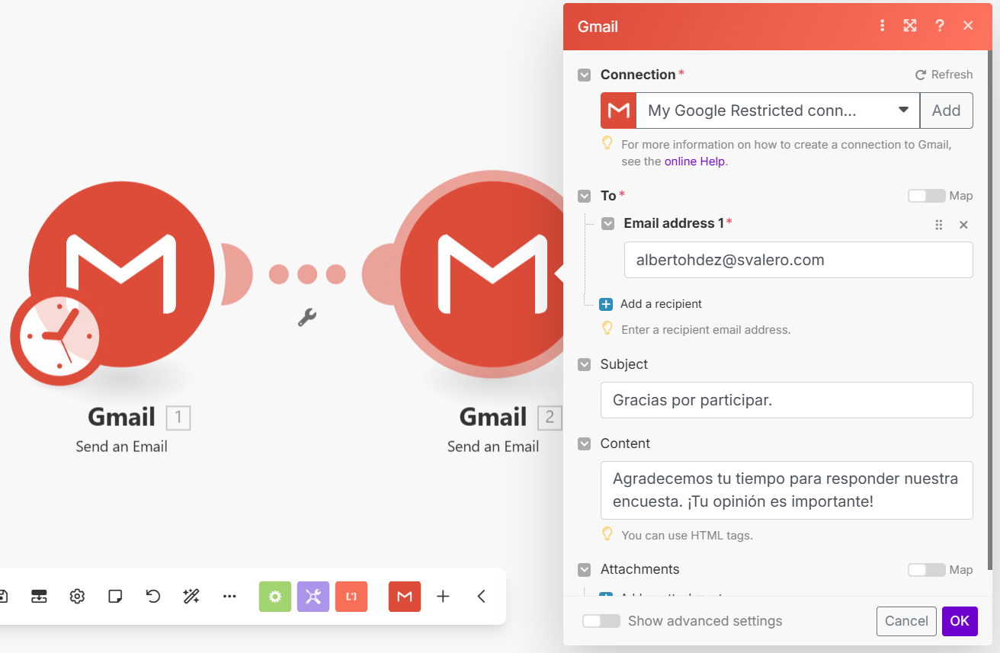 Gmail
Connection *
Refresh
My Google Restricted conn...
Add
For more information on how to create a connection to Gmail,
see the online Help.
To *
Map
Email address 1 *
albertohdez@svalero.com
Add a recipient
Enter a recipient email address.
Subject
Gracias por participar.
Content
Agradecemos tu tiempo para responder nuestra
encuesta. ¡Tu opinión es importante!
You can use HTML tags.
Attachments
Map
Add an attachment
Show advanced settings
Cancel
OK
Gmail 1
Send an Email
Gmail 2
Send an Email